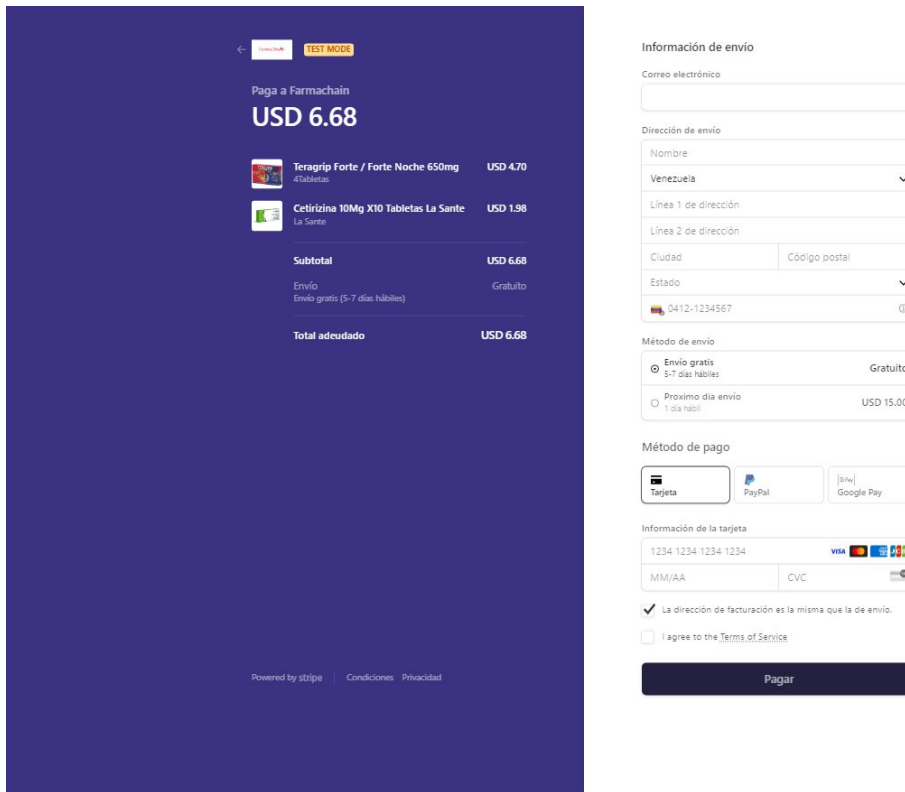 TEST MODE
Paga a Farmachain
USD 6.68
Teragrip Forte / Forte Noche 650mg USD 4.70
4Tabletas
Cetirizina 10Mg X10 Tabletas La Sante USD 1.98
La Sante
Subtotal USD 6.68
Envío Gratuito
Envío gratis (5-7 días hábiles)
Total adeudado USD 6.68
Powered by stripe Condiciones Privacidad
Información de envío
Correo electrónico
Dirección de envío
Nombre
Venezuela
Línea 1 de dirección
Línea 2 de dirección
Ciudad Código postal
Estado
0412-1234567
Método de envío
Envío gratis Gratuito
5-7 días hábiles
Proximo dia envío USD 15.00
1 día hábil
Método de pago
Tarjeta PayPal Google Pay
Información de la tarjeta
1234 1234 1234 1234 VISA
MM/AA CVC
La dirección de facturación es la misma que la de envío.
I agree to the Terms of Service
Pagar